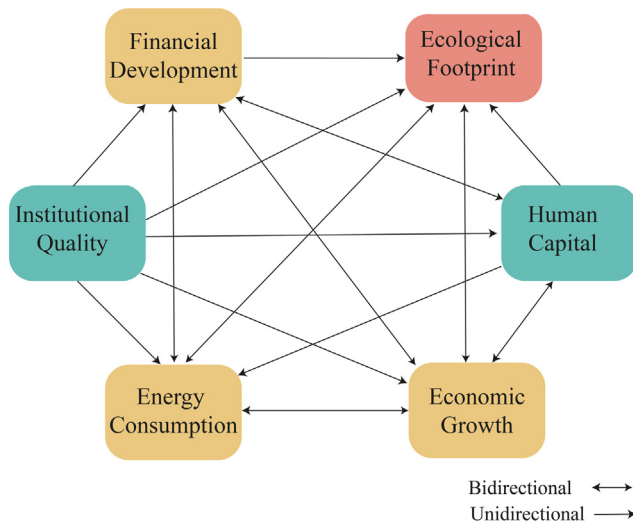 Financial
Development
Ecological
Footprint
Institutional
Quality
Human
Capital
Energy
Consumption
Economic
Growth
Bidirectional
Unidirectional